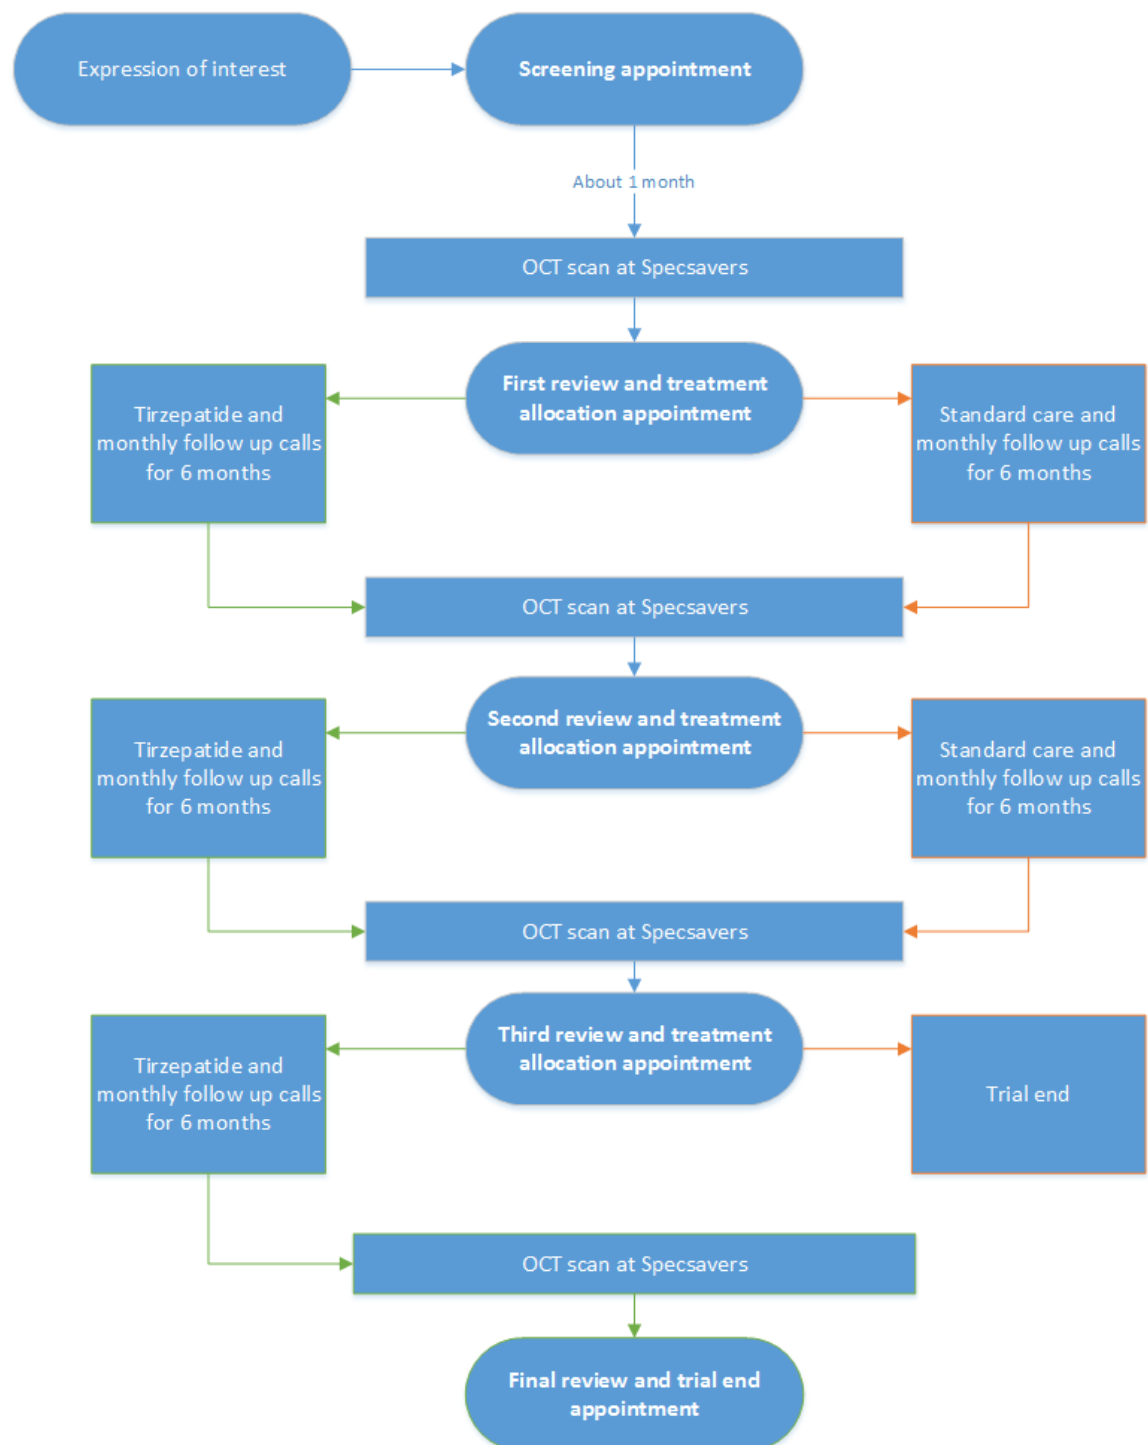 Expression of interest
Screening appointment
About 1 month
OCT scan at Specsavers
First review and treatment
allocation appointment
Tirzepatide and
monthly follow up calls
for 6 months
Standard care and
monthly follow up calls
for 6 months
OCT scan at Specsavers
Second review and treatment
allocation appointment
Tirzepatide and
monthly follow up calls
for 6 months
Standard care and
monthly follow up calls
for 6 months
OCT scan at Specsavers
Third review and treatment
allocation appointment
Tirzepatide and
monthly follow up calls
for 6 months
Trial end
OCT scan at Specsavers
Final review and trial end
appointment